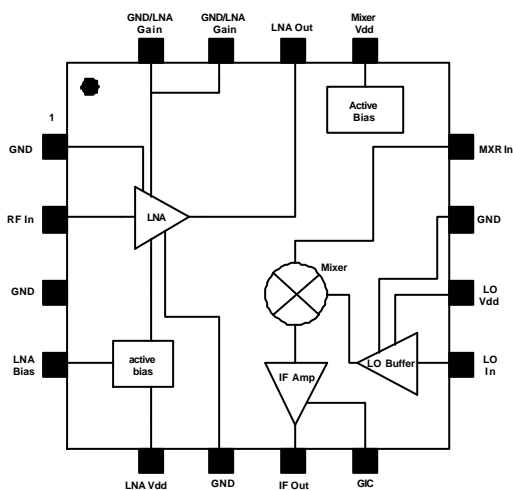 GND/LNA
Gain
GND/LNA
Gain
LNA Out
Mixer
Vdd
Active
Bias
1
GND
MXR In
RF In
LNA
GND
Mixer
GND
LO
Vdd
LNA
Bias
active
bias
IF Amp
LO Buffer
LO
In
LNA Vdd
GND
IF Out
GIC